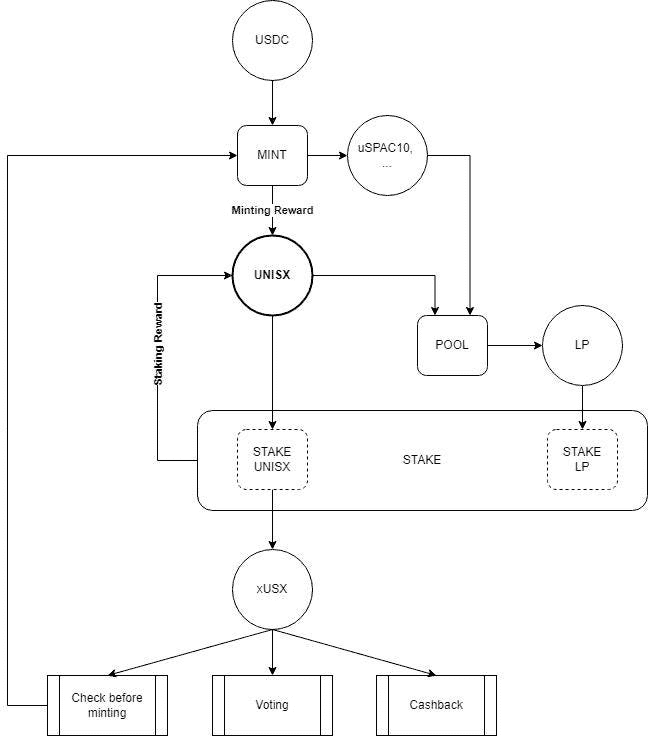 USDC
MINT
uSPAC10,
...
Minting Reward
UNISX
Staking Reward
POOL
LP
STAKE
UNISX
STAKE
STAKE
LP
xUSX
Check before
minting
Voting
Cashback